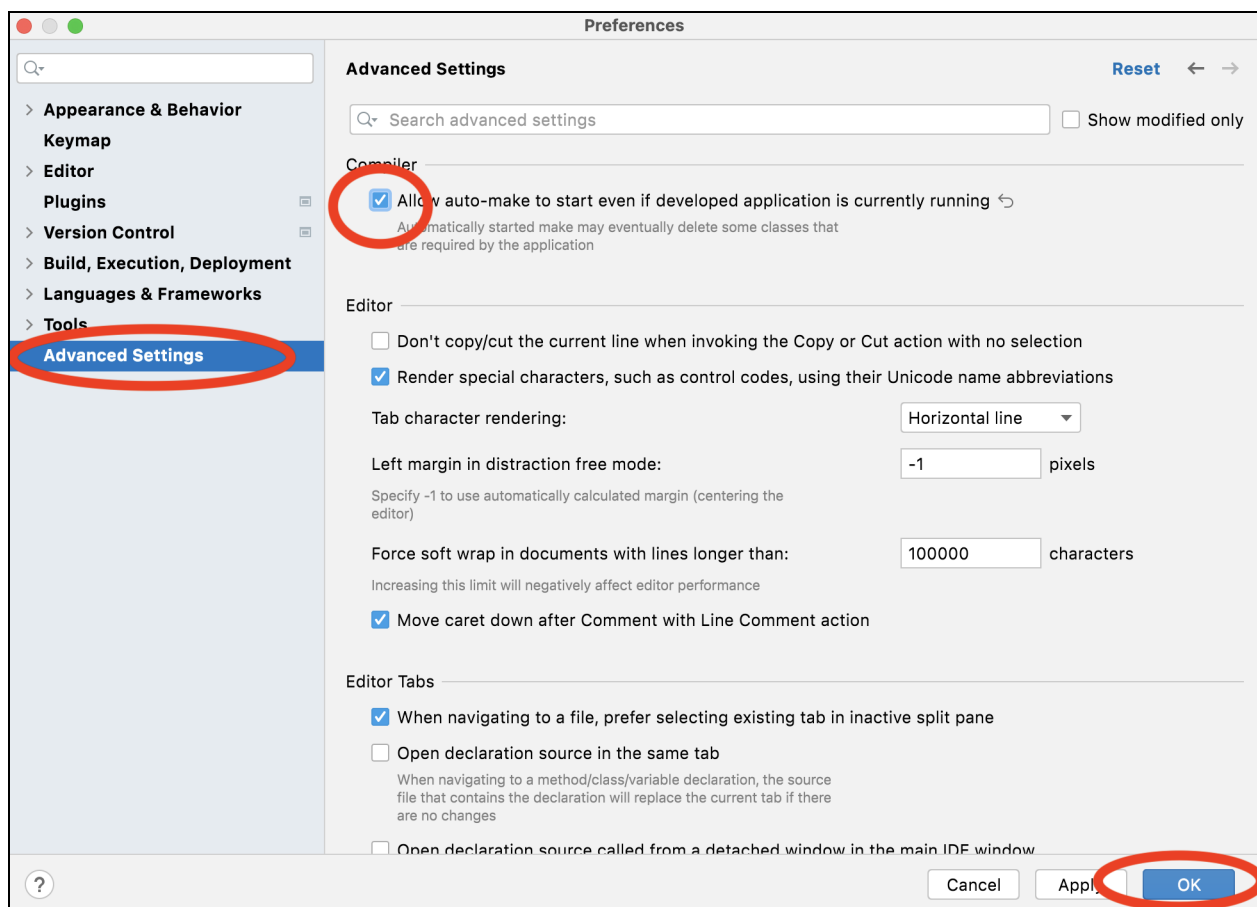 Preferences
Appearance & Behavior
Keymap
Editor
Plugins
Version Control
Build, Execution, Deployment
Languages & Frameworks
Tools
Advanced Settings
Advanced Settings
Reset
Search advanced settings
Show modified only
Compiler
Allow auto-make to start even if developed application is currently running
Automatically started make may eventually delete some classes that
are required by the application
Editor
Don't copy/cut the current line when invoking the Copy or Cut action with no selection
Render special characters, such as control codes, using their Unicode name abbreviations
Tab character rendering: Horizontal line
Left margin in distraction free mode: -1 pixels
Specify -1 to use automatically calculated margin (centering the
editor)
Force soft wrap in documents with lines longer than: 100000 characters
Increasing this limit will negatively affect editor performance
Move caret down after Comment with Line Comment action
Editor Tabs
When navigating to a file, prefer selecting existing tab in inactive split pane
Open declaration source in the same tab
When navigating to a method/class/variable declaration, the source
file that contains the declaration will replace the current tab if there
are no changes
Open declaration source called from a detached window in the main IDE window
? Cancel Apply OK